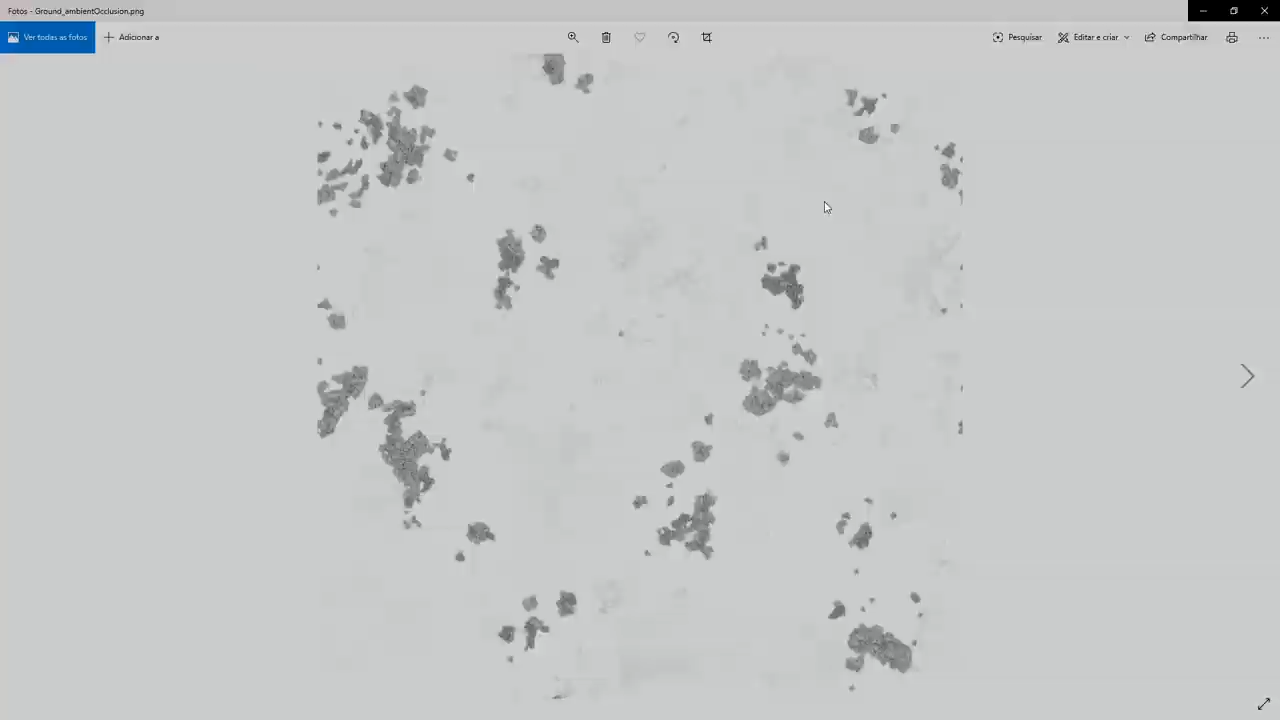 Fotos - Ground_ambientOcclusion.png
Ver todas as fotos
Adicionar a
Pesquisar
Editar e criar
Compartilhar